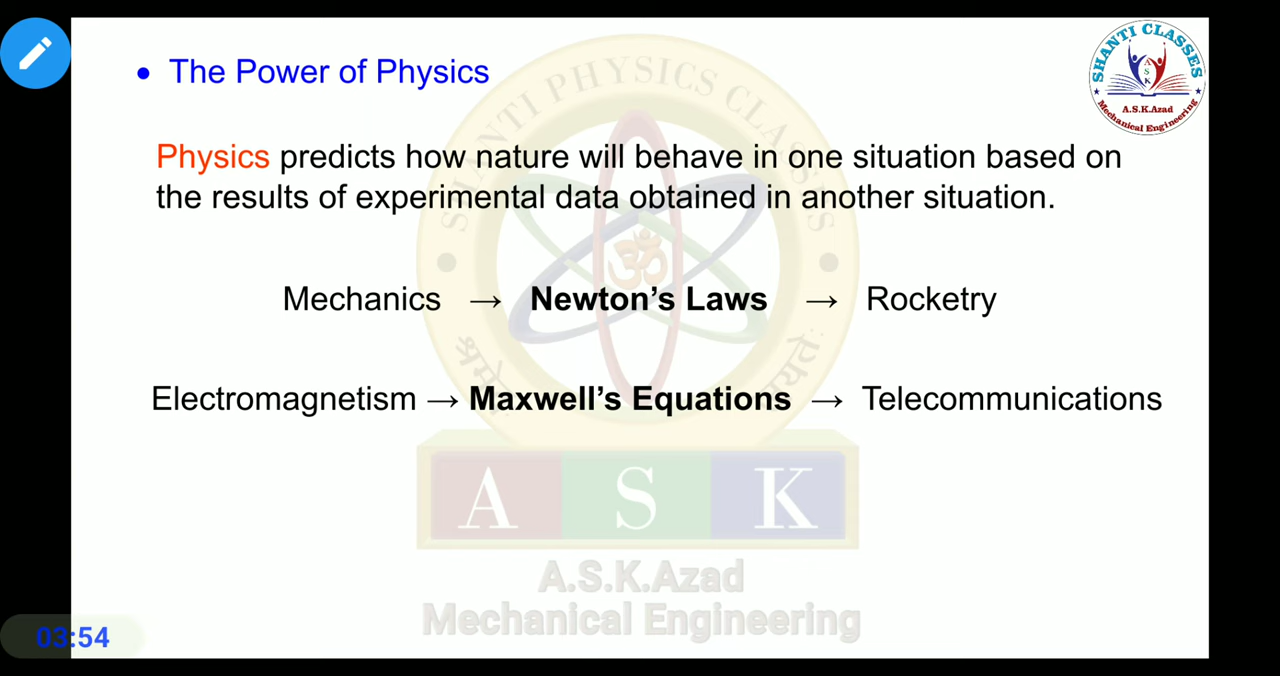 • The Power of Physics
SHANTI CLASSES
A
S
K
A.S.K.Azad
Mechanical Engineering
Physics predicts how nature will behave in one situation based on
the results of experimental data obtained in another situation.
SHANTI PHYSICS CLASSES
ॐ
Mechanics → Newton’s Laws → Rocketry
Electromagnetism → Maxwell’s Equations → Telecommunications
A S K
A.S.K.Azad
Mechanical Engineering
03:54